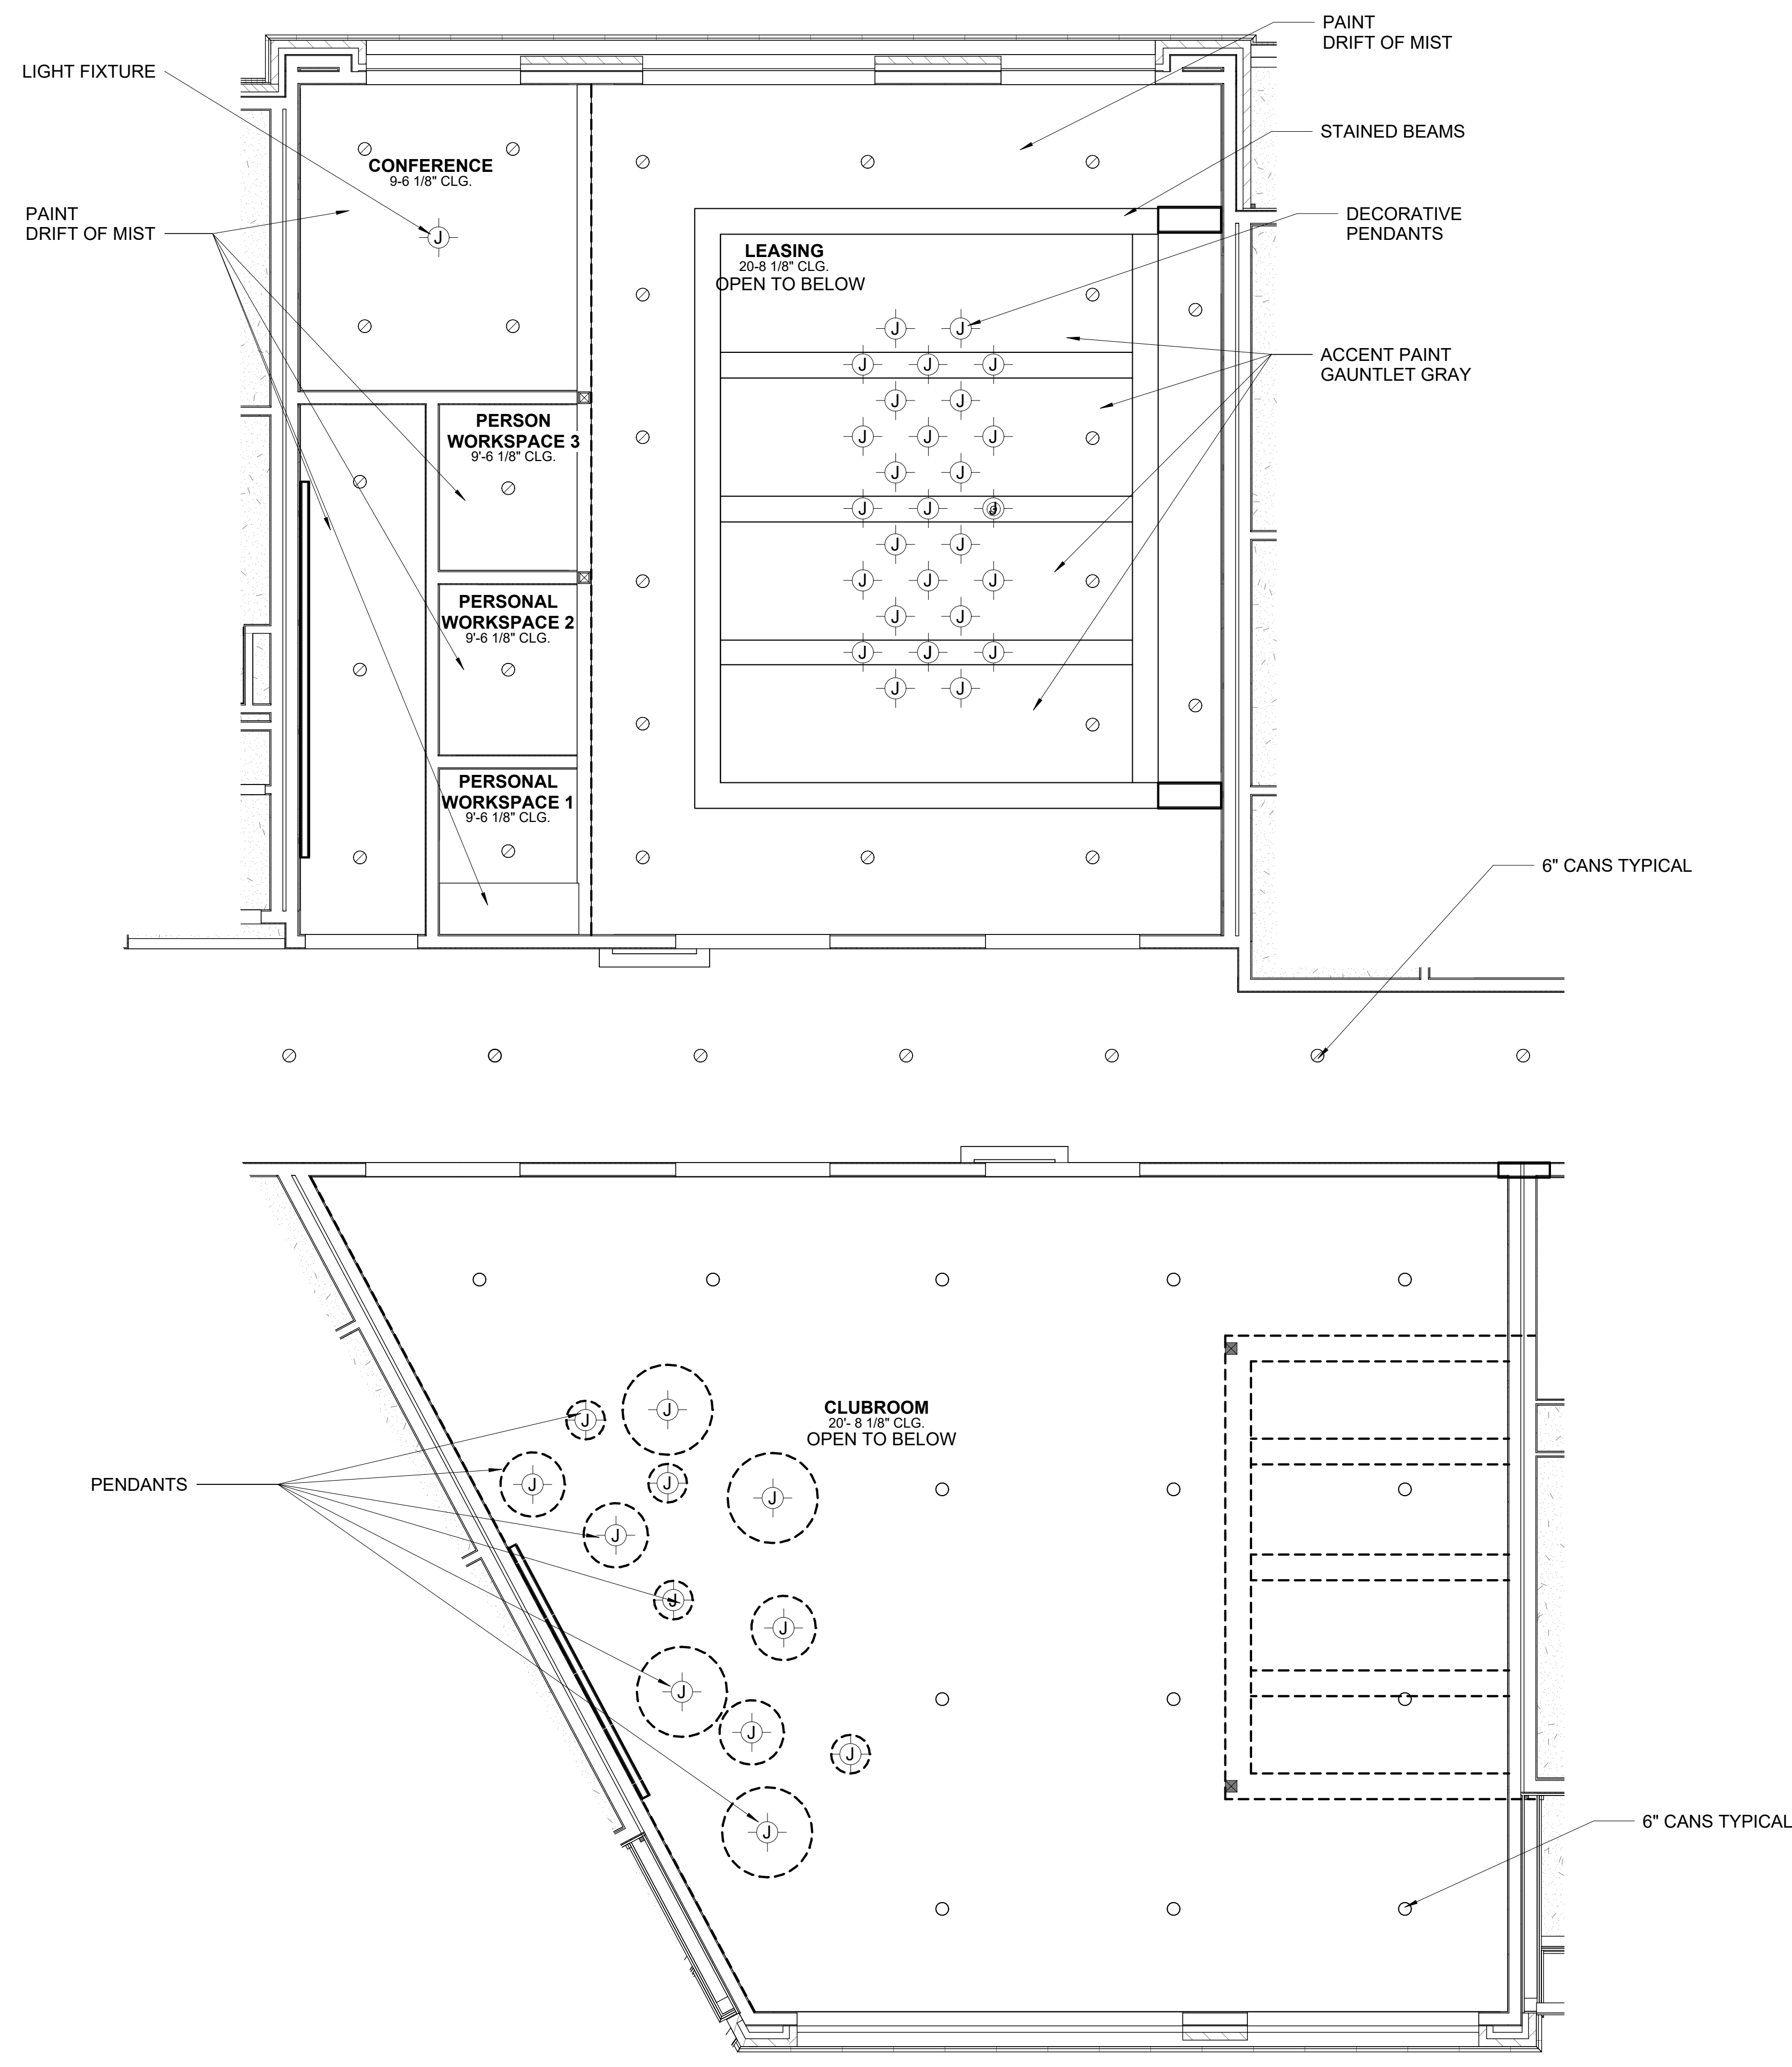 PAINT
DRIFT OF MIST
LIGHT FIXTURE
STAINED BEAMS
CONFERENCE
9-6 1/8" CLG.
PAINT
DRIFT OF MIST
DECORATIVE
PENDANTS
J
LEASING
20-8 1/8" CLG.
OPEN TO BELOW
J J
ACCENT PAINT
GAUNTLET GRAY
J J J
J J
PERSON
WORKSPACE 3
9'-6 1/8" CLG.
J J J
J J
J J
J J
J J J
PERSONAL
WORKSPACE 2
9'-6 1/8" CLG.
J J
J J J
J J
PERSONAL
WORKSPACE 1
9'-6 1/8" CLG.
6" CANS TYPICAL
CLUBROOM
20'- 8 1/8" CLG.
OPEN TO BELOW
J
J
PENDANTS
J
J
J
J
J
J
J
J
J
J
6" CANS TYPICAL